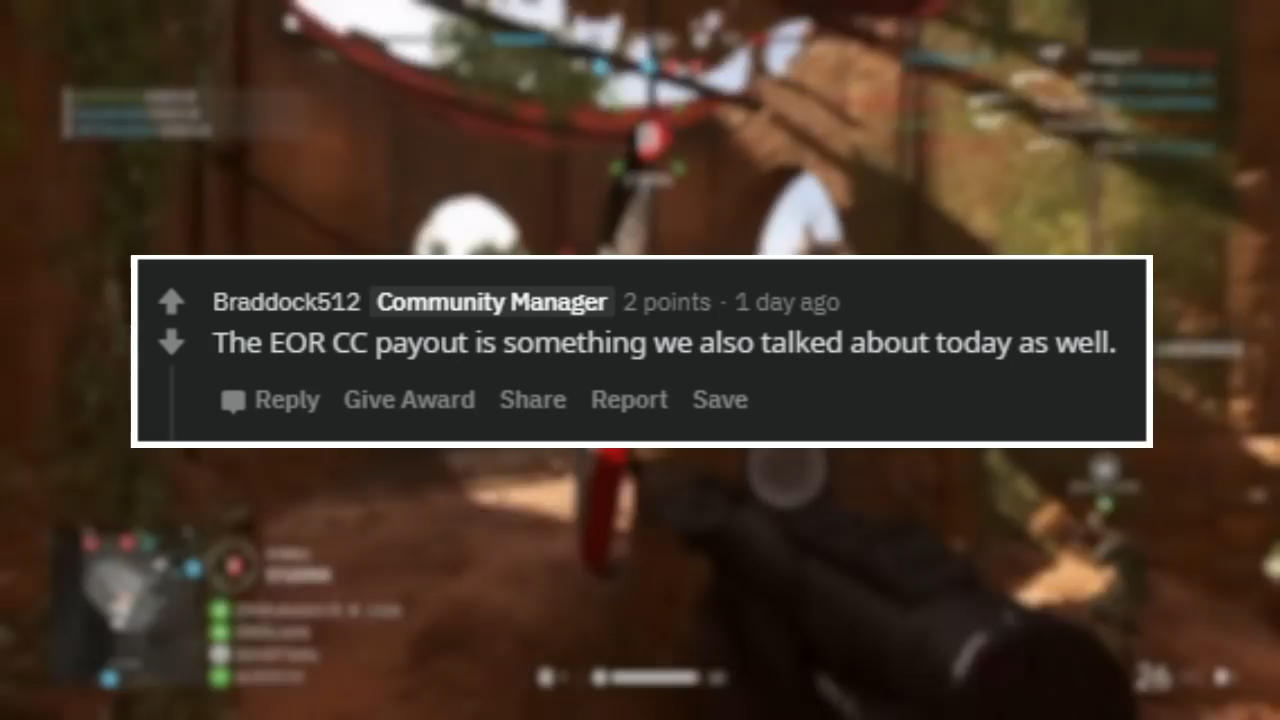 Braddock512 Community Manager 2 points · 1 day ago
The EOR CC payout is something we also talked about today as well.
Reply Give Award Share Report Save
26